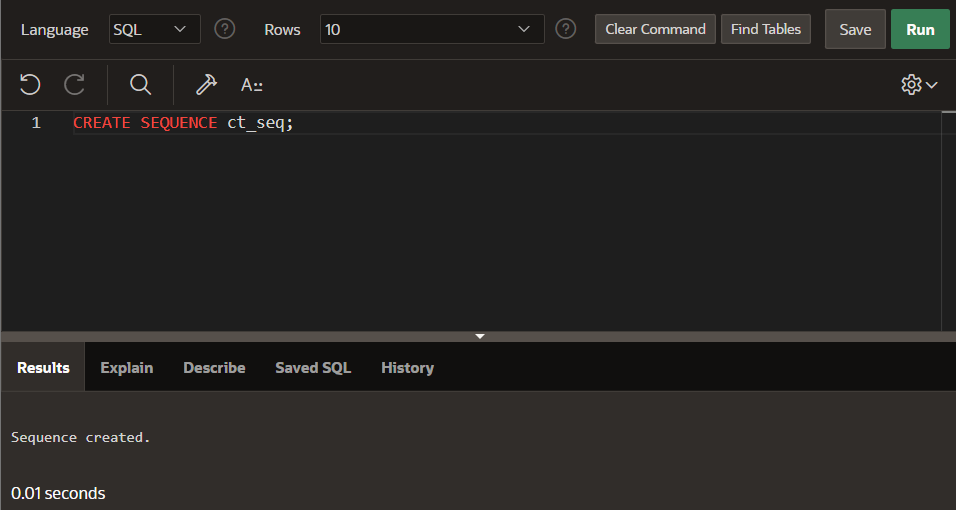 Language SQL ? Rows 10 ? Clear Command Find Tables Save Run
A::
1 CREATE SEQUENCE ct_seq;
Results Explain Describe Saved SQL History
Sequence created.
0.01 seconds